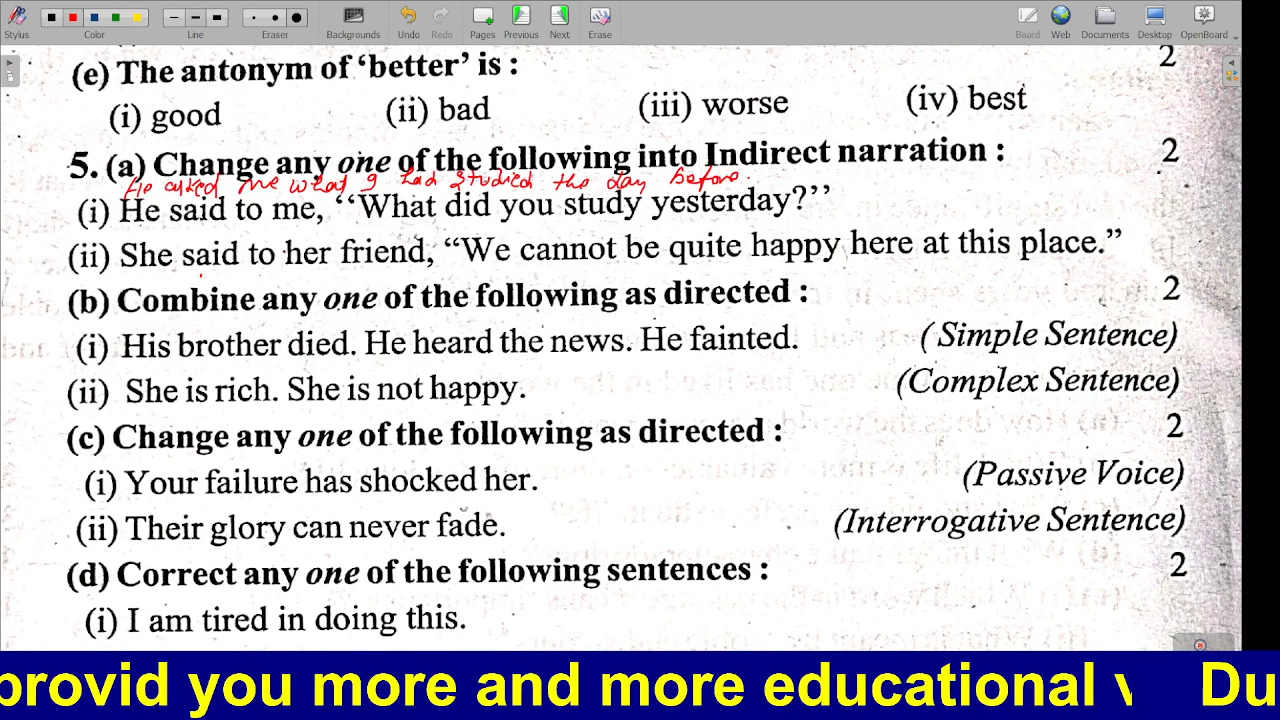 Stylus Color Line Eraser Backgrounds Undo Redo Pages Previous Next Erase Board Web Documents Desktop OpenBoard
(e) The antonym of ‘better’ is : 2
(i) good (ii) bad (iii) worse (iv) best
5. (a) Change any one of the following into Indirect narration : 2
He asked me what I had studied the day before.
(i) He said to me, ‘‘What did you study yesterday?’’
(ii) She said to her friend, “We cannot be quite happy here at this place.”
(b) Combine any one of the following as directed : 2
(i) His brother died. He heard the news. He fainted. (Simple Sentence)
(ii) She is rich. She is not happy. (Complex Sentence)
(c) Change any one of the following as directed : 2
(i) Your failure has shocked her. (Passive Voice)
(ii) Their glory can never fade. (Interrogative Sentence)
(d) Correct any one of the following sentences : 2
(i) I am tired in doing this.
provid you more and more educational v Du